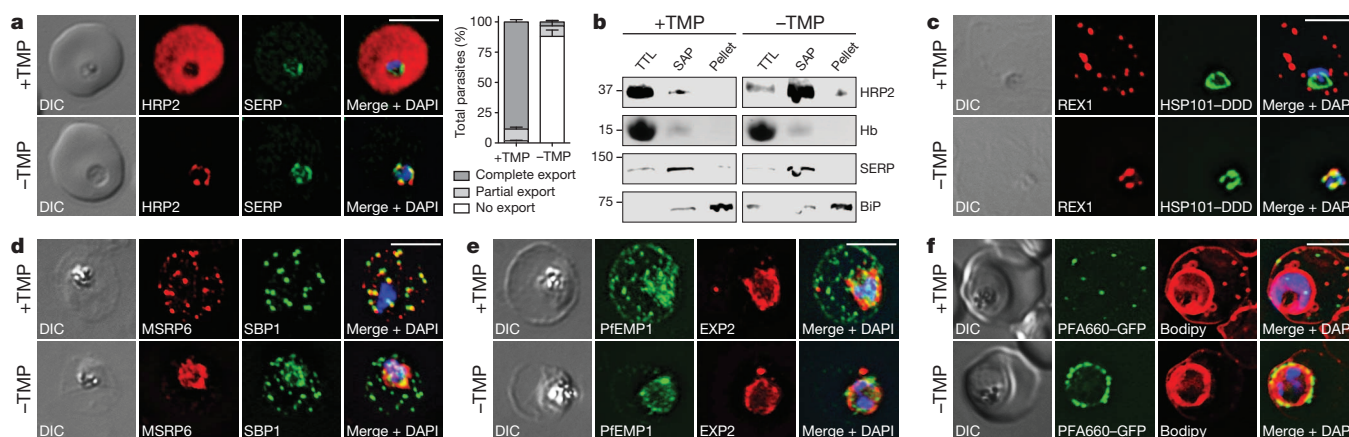 a
+TMP
DIC
HRP2
SERP
Merge + DAPI
–TMP
DIC
HRP2
SERP
Merge + DAPI
Total parasites (%)
100
75
50
25
0
+TMP –TMP
Complete export
Partial export
No export
b
+TMP –TMP
TTL SAP Pellet TTL SAP Pellet
37 HRP2
15 Hb
150 SERP
75 BiP
c
+TMP
DIC
REX1
HSP101–DDD
Merge + DAPI
–TMP
DIC
REX1
HSP101–DDD
Merge + DAPI
d
+TMP
DIC
MSRP6
SBP1
Merge + DAPI
–TMP
DIC
MSRP6
SBP1
Merge + DAPI
e
+TMP
DIC
PfEMP1
EXP2
Merge + DAPI
–TMP
DIC
PfEMP1
EXP2
Merge + DAPI
f
+TMP
DIC
PFA660–GFP
Bodipy
Merge + DAPI
–TMP
DIC
PFA660–GFP
Bodipy
Merge + DAPI